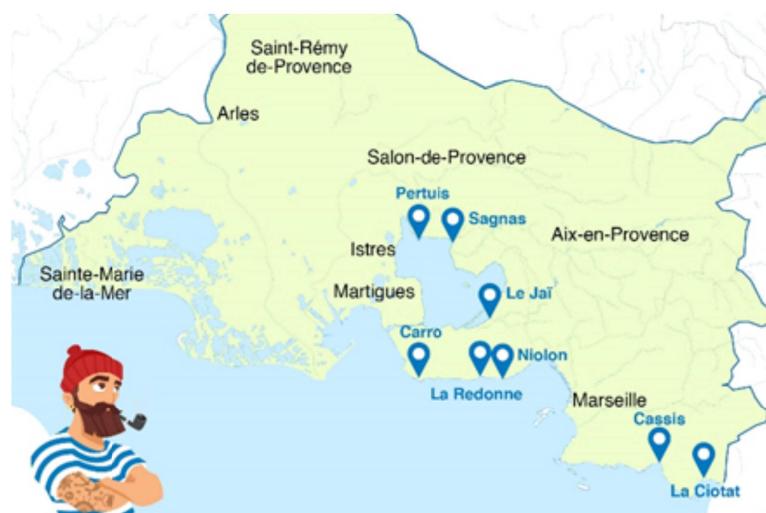 Saint-Rémy
de-Provence
Arles
Salon-de-Provence
Pertuis
Sagnas
Istres
Aix-en-Provence
Sainte-Marie
de-la-Mer
Martigues
Le Jaï
Carro
Niolon
La Redonne
Marseille
Cassis
La Ciotat